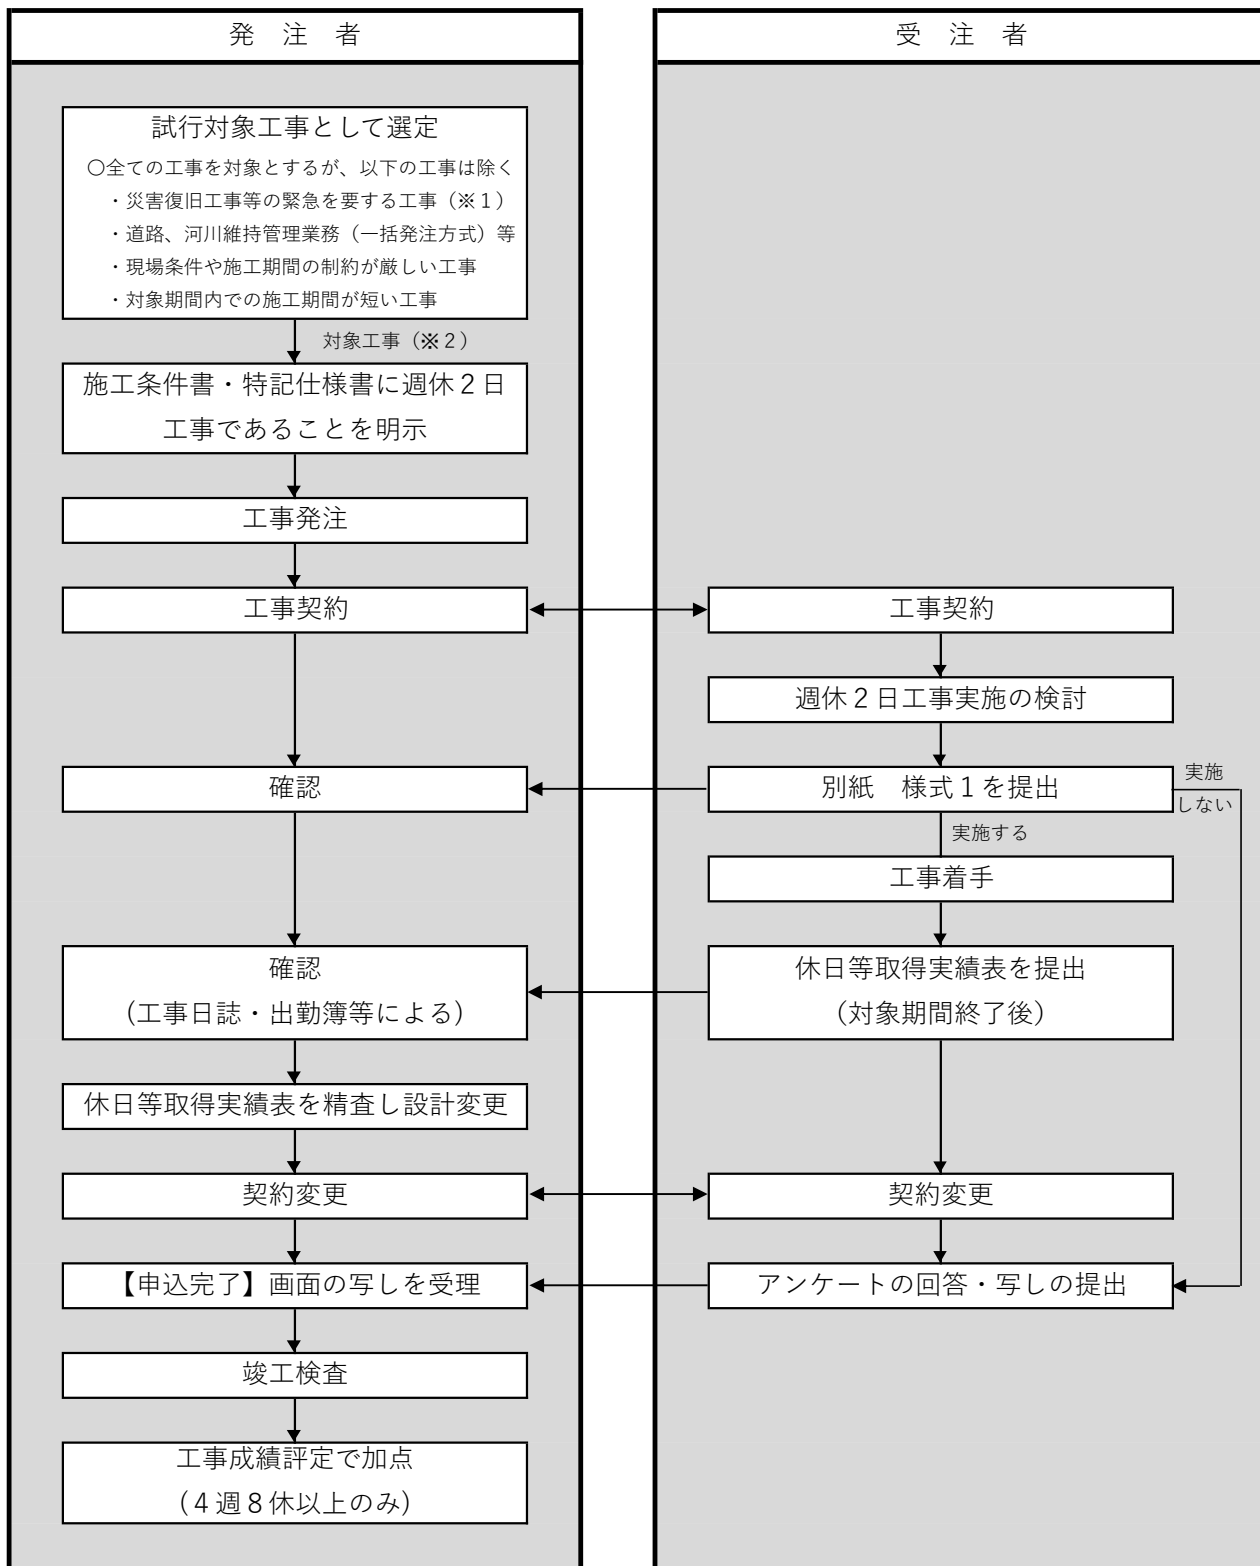 発　注　者
試行対象工事として選定
〇全ての工事を対象とするが、以下の工事は除く
・災害復旧工事等の緊急を要する工事（※１）
・道路、河川維持管理業務（一括発注方式）等
・現場条件や施工期間の制約が厳しい工事
・対象期間内での施工期間が短い工事
対象工事（※２）
施工条件書・特記仕様書に週休２日
工事であることを明示
工事発注
工事契約
確認
確認
（工事日誌・出勤簿等による）
休日等取得実績表を精査し設計変更
契約変更
【申込完了】画面の写しを受理
竣工検査
工事成績評定で加点
（４週８休以上のみ）
受　注　者
工事契約
週休２日工事実施の検討
別紙　様式１を提出
実施
しない
実施する
工事着手
休日等取得実績表を提出
（対象期間終了後）
契約変更
アンケートの回答・写しの提出